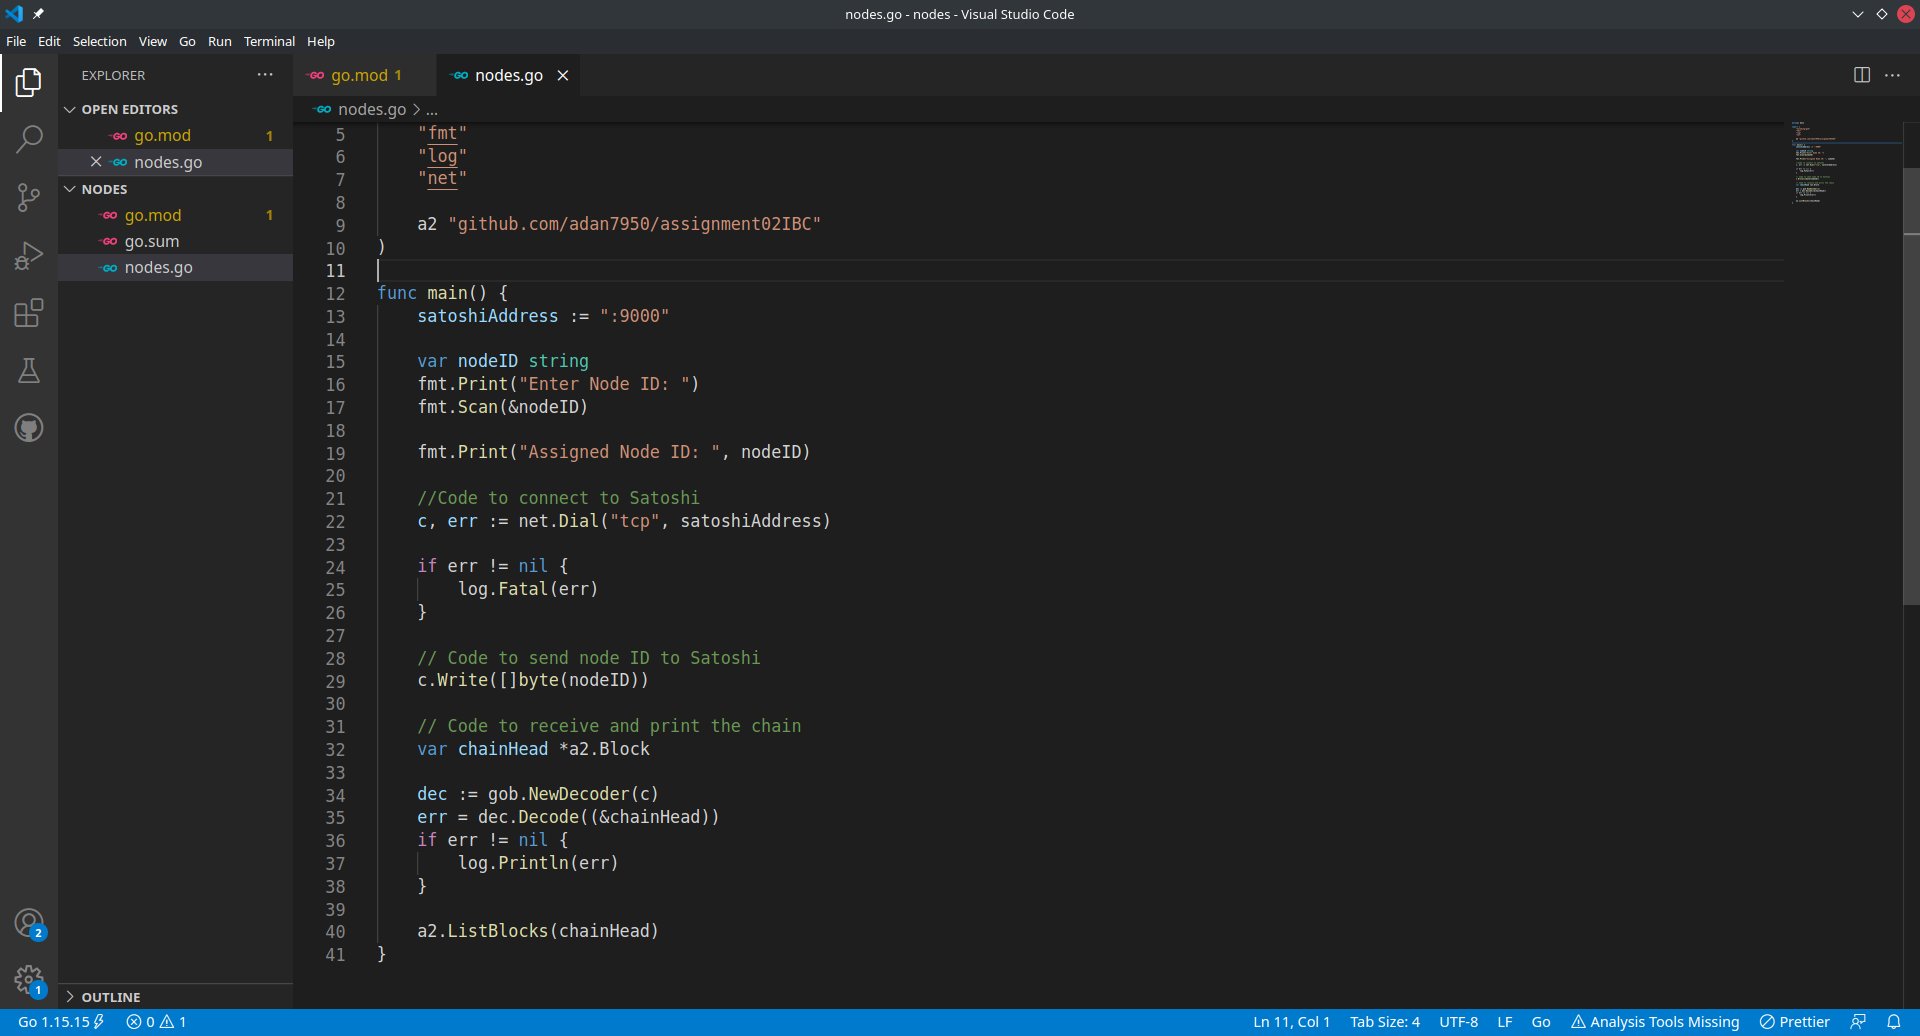 nodes.go - nodes - Visual Studio Code
File Edit Selection View Go Run Terminal Help
EXPLORER
OPEN EDITORS
go.mod 1
nodes.go
NODES
go.mod 1
go.sum
nodes.go
OUTLINE
go.mod 1 nodes.go
nodes.go > ...
5 "fmt"
6 "log"
7 "net"
8
9 a2 "github.com/adan7950/assignment02IBC"
10 )
11
12 func main() {
13 satoshiAddress := ":9000"
14
15 var nodeID string
16 fmt.Print("Enter Node ID: ")
17 fmt.Scan(&nodeID)
18
19 fmt.Print("Assigned Node ID: ", nodeID)
20
21 //Code to connect to Satoshi
22 c, err := net.Dial("tcp", satoshiAddress)
23
24 if err != nil {
25 log.Fatal(err)
26 }
27
28 // Code to send node ID to Satoshi
29 c.Write([]byte(nodeID))
30
31 // Code to receive and print the chain
32 var chainHead *a2.Block
33
34 dec := gob.NewDecoder(c)
35 err = dec.Decode((&chainHead))
36 if err != nil {
37 log.Println(err)
38 }
39
40 a2.ListBlocks(chainHead)
41 }
2
1
Go 1.15.15 0 1 Ln 11, Col 1 Tab Size: 4 UTF-8 LF Go Analysis Tools Missing Prettier